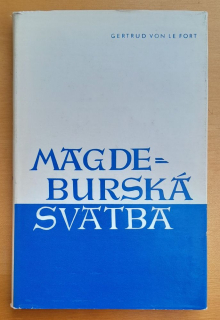 GERTRUD VON LE FORT
MAGDE=
BURSKÁ
SVATBA